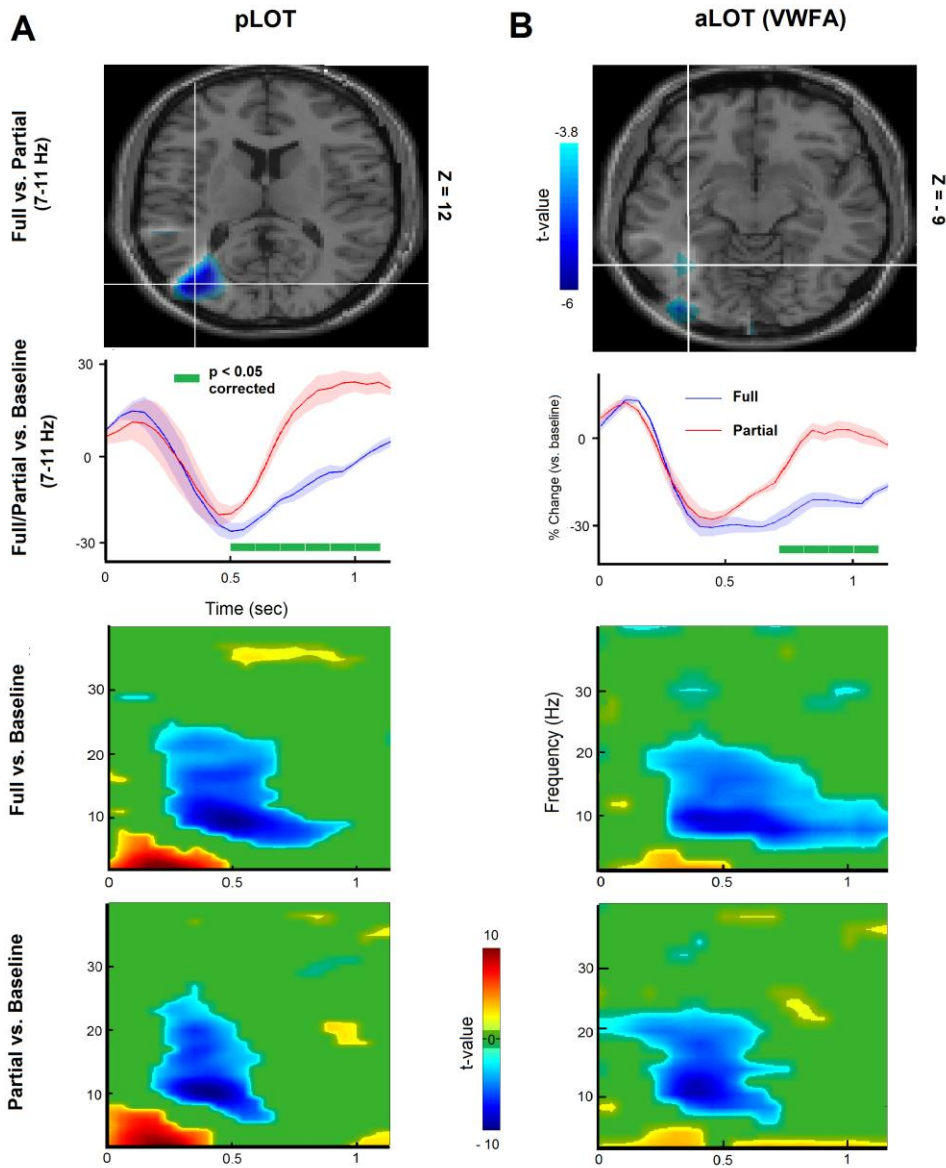 A
pLOT
B
aLOT (VWFA)
Full vs. Partial
(7-11 Hz)
Z = 12
-3.8
t-value
-6
Z = - 9
Full/Partial vs. Baseline
(7-11 Hz)
30
0
-30
p < 0.05
corrected
0
0.5
1
Time (sec)
% Change (vs. baseline)
0
-30
Full
Partial
0
0.5
1
Full vs. Baseline
30
20
10
0
0.5
1
Frequency (Hz)
30
20
10
0
0.5
1
Partial vs. Baseline
30
20
10
0
0.5
1
10
0
t-value
- 10
30
20
10
0
0.5
1